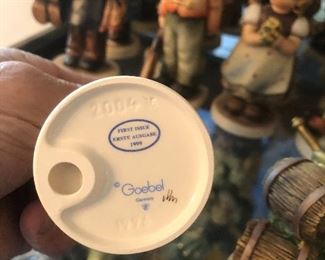 2004
FIRST ISSUE
ERSTE AUSGABE
1999
© Goebel
Germany